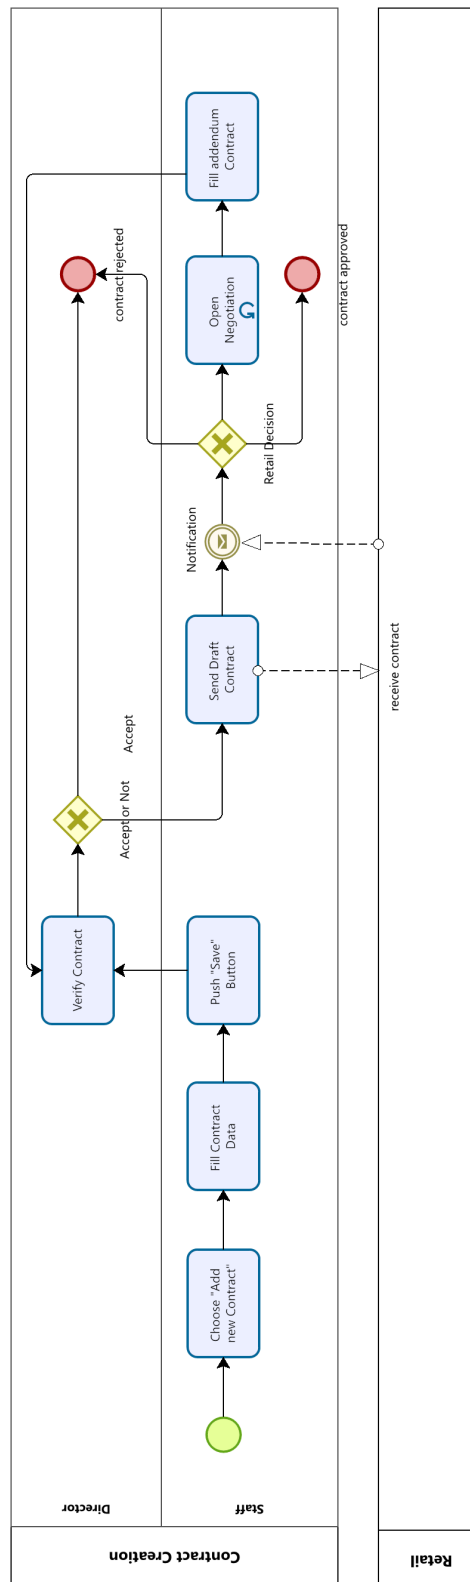 Contract Creation
Director
Staff
Choose "Add
new Contract"
Fill Contract
Data
Push "Save"
Button
Verify Contract
Accept or Not
Accept
Send Draft
Contract
Notification
Retail Decision
Open
Negotiation
Fill addendum
Contract
contract rejected
contract approved
Retail
receive contract